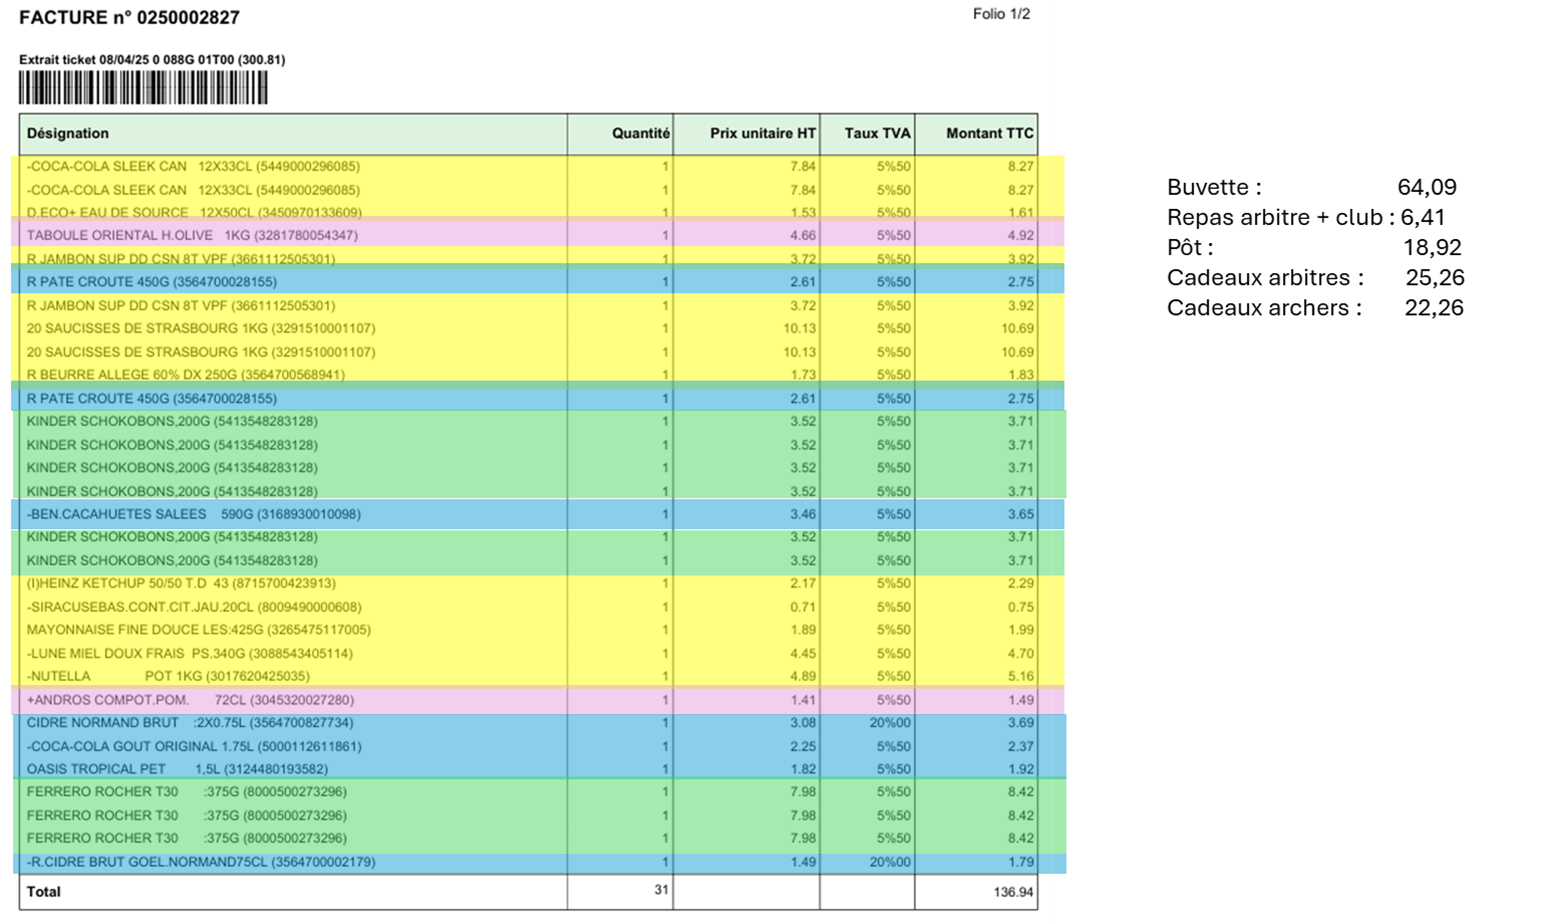 FACTURE n° 0250002827
Folio 1/2
Extrait ticket 08/04/25 0 088G 01T00 (300.81)
Désignation Quantité Prix unitaire HT Taux TVA Montant TTC
-COCA-COLA SLEEK CAN 12X33CL (5449000296085) 1 7.84 5%50 8.27
-COCA-COLA SLEEK CAN 12X33CL (5449000296085) 1 7.84 5%50 8.27
D.ECO+ EAU DE SOURCE 12X50CL (3450970133609) 1 1.53 5%50 1.61
TABOULE ORIENTAL H.OLIVE 1KG (3281780054347) 1 4.66 5%50 4.92
R JAMBON SUP DD CSN 8T VPF (3661112505301) 1 3.72 5%50 3.92
R PATE CROUTE 450G (3564700028155) 1 2.61 5%50 2.75
R JAMBON SUP DD CSN 8T VPF (3661112505301) 1 3.72 5%50 3.92
20 SAUCISSES DE STRASBOURG 1KG (3291510001107) 1 10.13 5%50 10.69
20 SAUCISSES DE STRASBOURG 1KG (3291510001107) 1 10.13 5%50 10.69
R BEURRE ALLEGE 60% DX 250G (3564700568941) 1 1.73 5%50 1.83
R PATE CROUTE 450G (3564700028155) 1 2.61 5%50 2.75
KINDER SCHOKOBONS,200G (5413548283128) 1 3.52 5%50 3.71
KINDER SCHOKOBONS,200G (5413548283128) 1 3.52 5%50 3.71
KINDER SCHOKOBONS,200G (5413548283128) 1 3.52 5%50 3.71
KINDER SCHOKOBONS,200G (5413548283128) 1 3.52 5%50 3.71
-BEN.CACAHUETES SALEES 590G (3168930010098) 1 3.46 5%50 3.65
KINDER SCHOKOBONS,200G (5413548283128) 1 3.52 5%50 3.71
KINDER SCHOKOBONS,200G (5413548283128) 1 3.52 5%50 3.71
(I)HEINZ KETCHUP 50/50 T.D 43 (8715700423913) 1 2.17 5%50 2.29
-SIRACUSEBAS.CONT.CIT.JAU.20CL (8009490000608) 1 0.71 5%50 0.75
MAYONNAISE FINE DOUCE LES:425G (3265475117005) 1 1.89 5%50 1.99
-LUNE MIEL DOUX FRAIS PS.340G (3088543405114) 1 4.45 5%50 4.70
-NUTELLA POT 1KG (3017620425035) 1 4.89 5%50 5.16
+ANDROS COMPOT.POM. 72CL (3045320027280) 1 1.41 5%50 1.49
CIDRE NORMAND BRUT :2X0.75L (3564700827734) 1 3.08 20%00 3.69
-COCA-COLA GOUT ORIGINAL 1.75L (5000112611861) 1 2.25 5%50 2.37
OASIS TROPICAL PET 1,5L (3124480193582) 1 1.82 5%50 1.92
FERRERO ROCHER T30 :375G (8000500273296) 1 7.98 5%50 8.42
FERRERO ROCHER T30 :375G (8000500273296) 1 7.98 5%50 8.42
FERRERO ROCHER T30 :375G (8000500273296) 1 7.98 5%50 8.42
-R.CIDRE BRUT GOEL.NORMAND75CL (3564700002179) 1 1.49 20%00 1.79
Total 31 136.94
Buvette : 64,09
Repas arbitre + club : 6,41
Pôt : 18,92
Cadeaux arbitres : 25,26
Cadeaux archers : 22,26